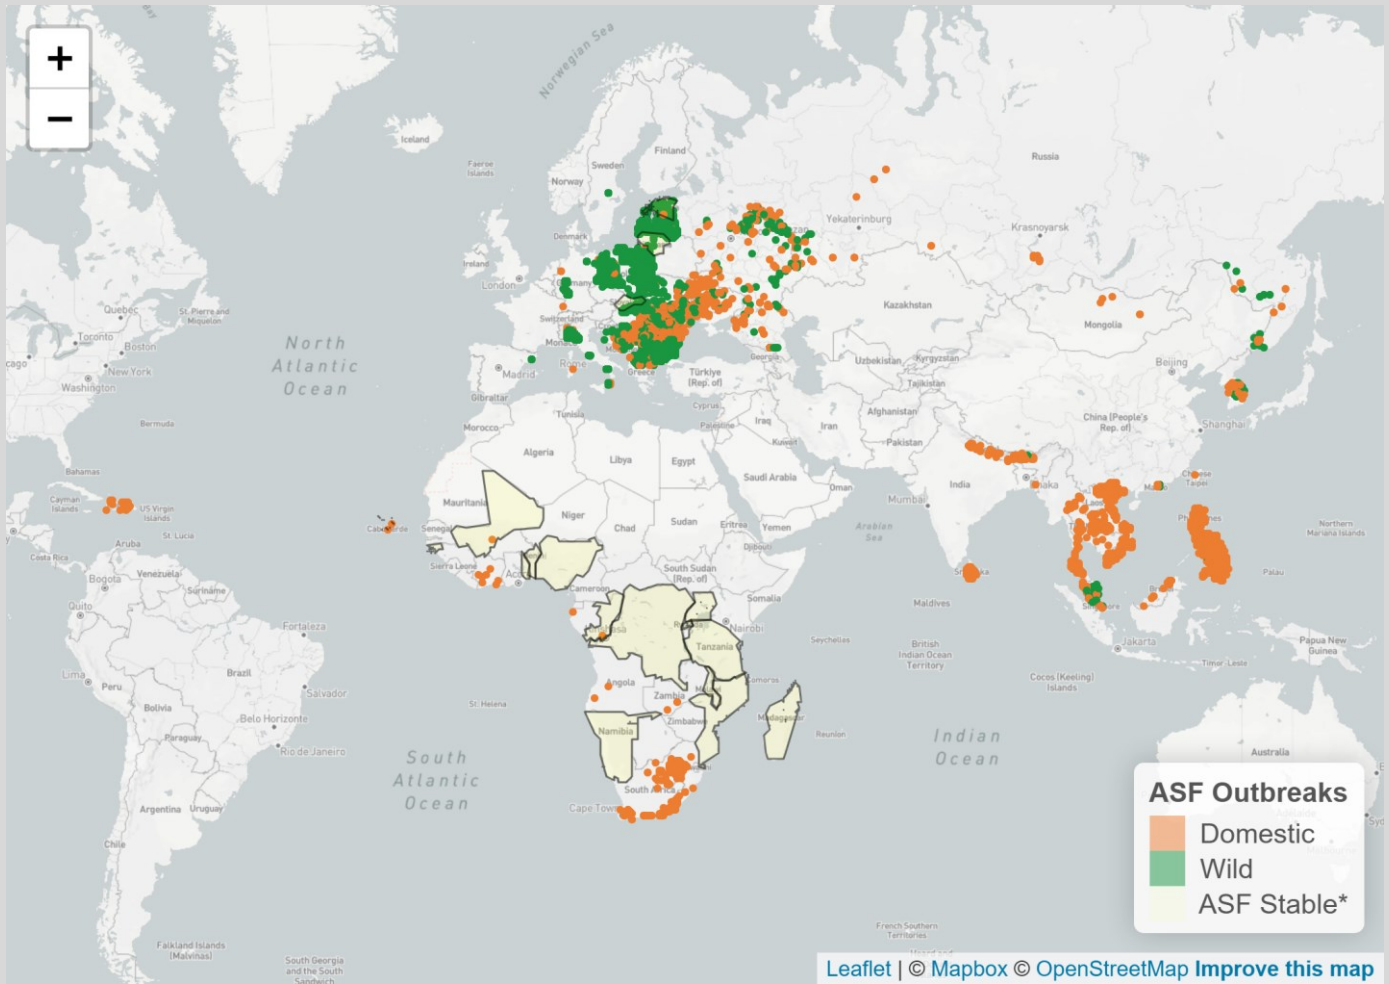 +
−
Norwegian Sea
Iceland
Faeroe
Islands
Sweden
Finland
Norway
Russia
Yekaterinburg
Krasnoyarsk
Denmark
Ireland
London
Germany
Switzerland
Kazakhstan
Mongolia
Quebec
St. Pierre and
Miquelon
Toronto
Boston
New York
Washington
North
Atlantic
Ocean
Madrid
Rome
Greece
Georgia
Türkiye
(Rep. of)
Uzbekistan
Kyrgyzstan
Tajikistan
Beijing
Gibraltar
Tunisia
Cyprus
Afghanistan
Bermuda
Morocco
Iraq
Iran
Kuwait
Pakistan
China (People's
Rep. of)
Shanghai
Algeria
Libya
Egypt
Saudi Arabia
Oman
India
Bahamas
Cayman
Islands
US Virgin
Islands
Mauritania
Niger
Chad
Sudan
Eritrea
Yemen
Mumbai
Arabian
Sea
Chinese
Taipei
Northern
Mariana Islands
Senegal
Aruba
St. Lucia
Costa Rica
Djibouti
Sierra Leone
South Sudan
(Rep. of)
Cameroon
Somalia
Palau
Bogota
Venezuela
Suriname
Quito
Maldives
Fortaleza
Nairobi
Tanzania
Seychelles
British
Indian Ocean
Territory
Jakarta
Papua New
Guinea
Timor-Leste
Lima
Peru
Brazil
Salvador
Bolivia
Angola
Zambia
Comoros
Cocos (Keeling)
Islands
Belo Horizonte
St. Helena
Zimbabwe
Madagascar
Reunion
Paraguay
Rio de Janeiro
Namibia
South
Atlantic
Ocean
Indian
Ocean
Australia
South Africa
Cape Town
Argentina
Uruguay
Chile
ASF Outbreaks
Domestic
Wild
ASF Stable*
Falkland Islands
(Malvinas)
South Georgia
and the South
Sandwich
French Southern
Territories
Leaflet | © Mapbox © OpenStreetMap Improve this map